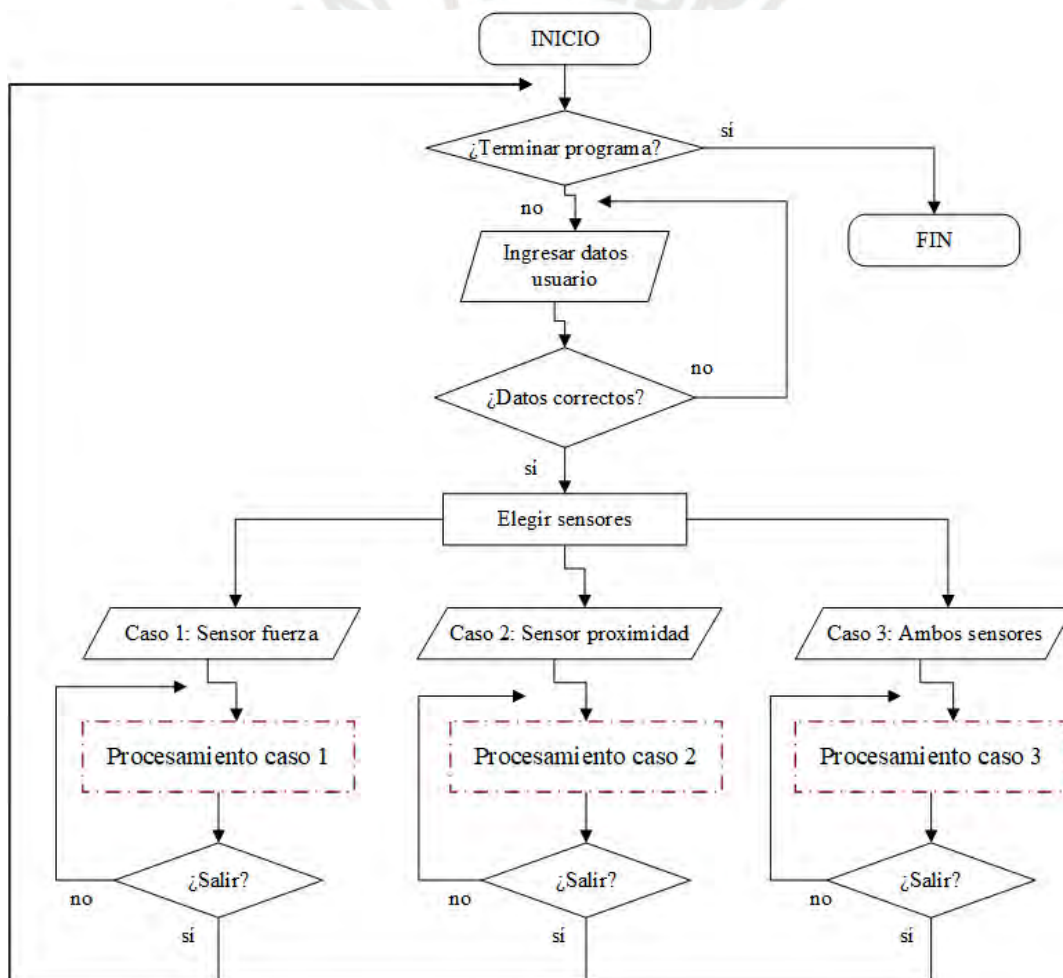 INICIO
¿Terminar programa?
sí
no
FIN
Ingresar datos
usuario
¿Datos correctos?
no
sí
Elegir sensores
Caso 1: Sensor fuerza
Caso 2: Sensor proximidad
Caso 3: Ambos sensores
Procesamiento caso 1
Procesamiento caso 2
Procesamiento caso 3
¿Salir?
¿Salir?
¿Salir?
no
no
no
sí
sí
sí